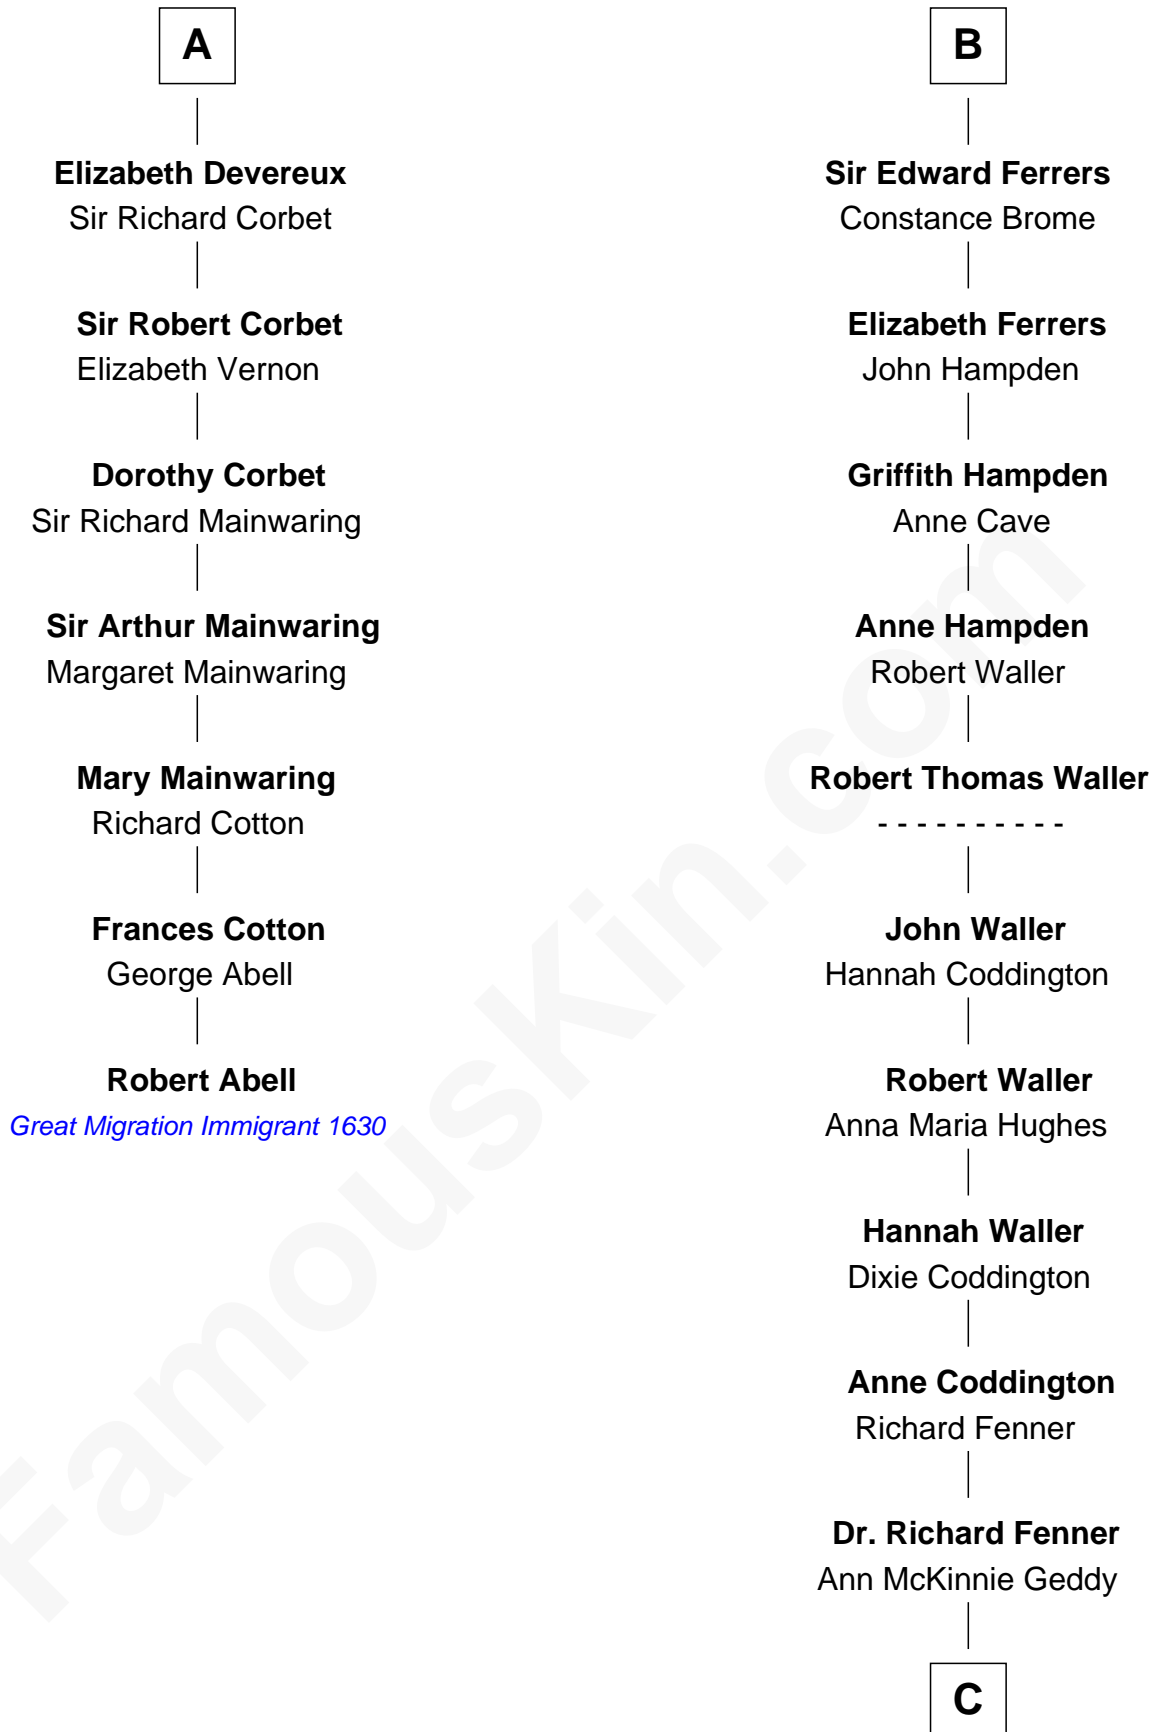 A
Elizabeth Devereux
Sir Richard Corbet
Sir Robert Corbet
Elizabeth Vernon
Dorothy Corbet
Sir Richard Mainwaring
Sir Arthur Mainwaring
Margaret Mainwaring
Mary Mainwaring
Richard Cotton
Frances Cotton
George Abell
Robert Abell
Great Migration Immigrant 1630
B
Sir Edward Ferrers
Constance Brome
Elizabeth Ferrers
John Hampden
Griffith Hampden
Anne Cave
Anne Hampden
Robert Waller
Robert Thomas Waller
- - - - - - - - - -
John Waller
Hannah Coddington
Robert Waller
Anna Maria Hughes
Hannah Waller
Dixie Coddington
Anne Coddington
Richard Fenner
Dr. Richard Fenner
Ann McKinnie Geddy
C
FamousKin.com